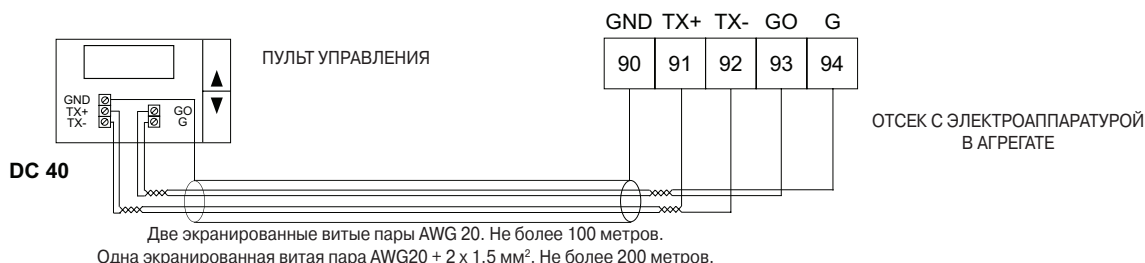 GND TX+ TX- GO G
90 91 92 93 94
ПУЛЬТ УПРАВЛЕНИЯ
GND
TX+
TX-
GO
G
ОТСЕК С ЭЛЕКТРОАППАРАТУРОЙ
В АГРЕГАТЕ
DC 40
Две экранированные витые пары AWG 20. Не более 100 метров.
Одна экранированная витая пара AWG20 + 2 x 1,5 мм². Не более 200 метров.